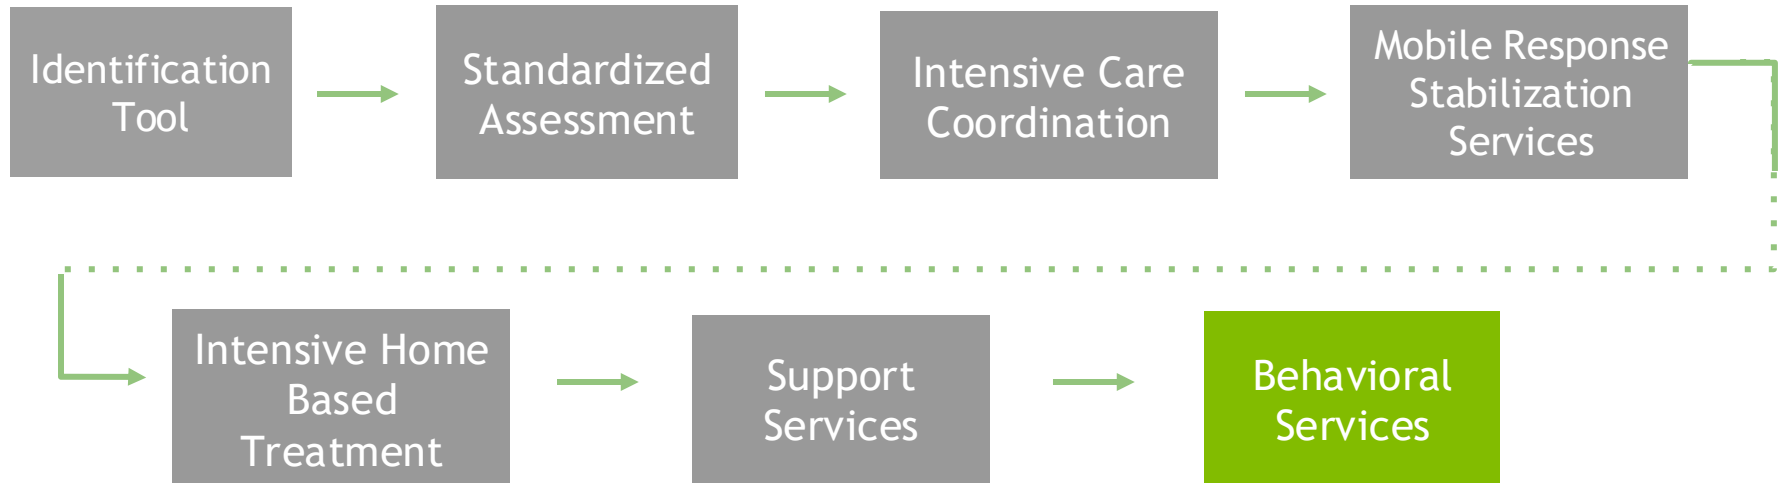 Identification
Tool
Standardized
Assessment
Intensive Care
Coordination
Mobile Response
Stabilization
Services
Intensive Home
Based
Treatment
Support
Services
Behavioral
Services